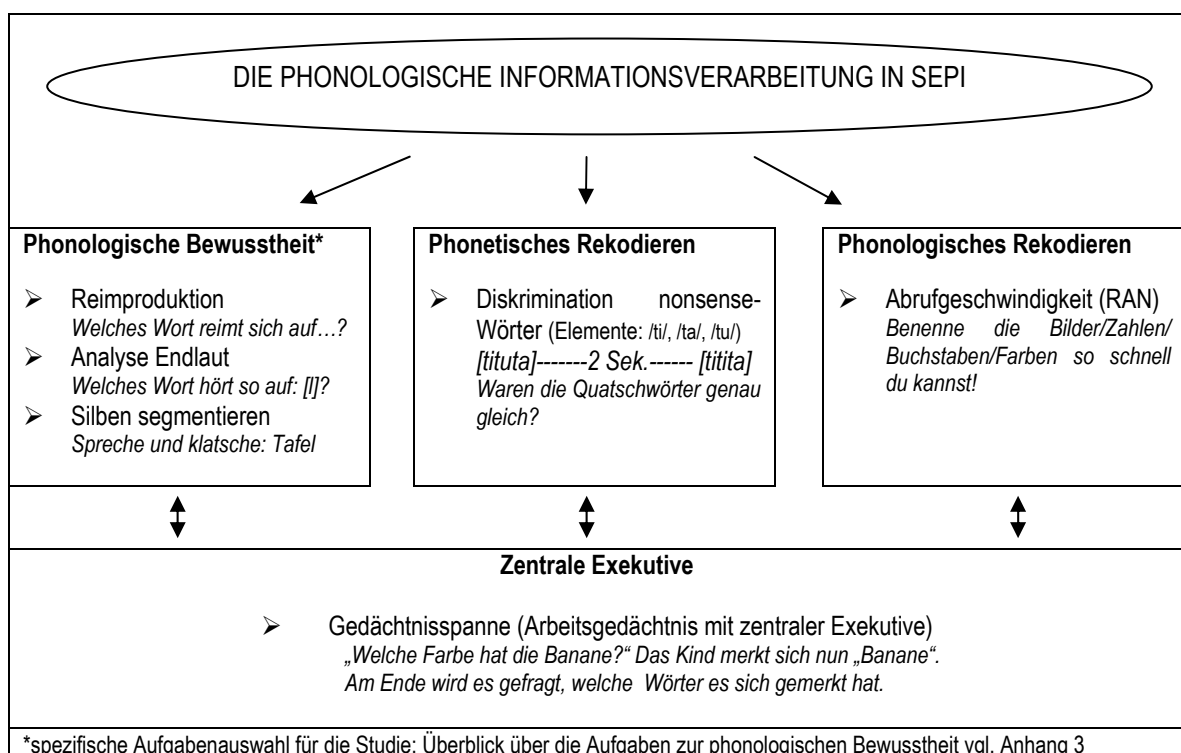 DIE PHONOLOGISCHE INFORMATIONSVERARBEITUNG IN SEPI
Phonologische Bewusstheit*
➢ Reimproduktion
Welches Wort reimt sich auf…?
➢ Analyse Endlaut
Welches Wort hört so auf: [l]?
➢ Silben segmentieren
Spreche und klatsche: Tafel
Phonetisches Rekodieren
➢ Diskrimination nonsense-
Wörter (Elemente: /ti/, /ta/, /tu/)
[tituta]-------2 Sek.------ [titita]
Waren die Quatschwörter genau
gleich?
Phonologisches Rekodieren
➢ Abrufgeschwindigkeit (RAN)
Benenne die Bilder/Zahlen/
Buchstaben/Farben so schnell
du kannst!
Zentrale Exekutive
➢ Gedächtnisspanne (Arbeitsgedächtnis mit zentraler Exekutive)
„Welche Farbe hat die Banane?“ Das Kind merkt sich nun „Banane“.
Am Ende wird es gefragt, welche Wörter es sich gemerkt hat.
*spezifische Aufgabenauswahl für die Studie; Überblick über die Aufgaben zur phonologischen Bewusstheit vgl. Anhang 3